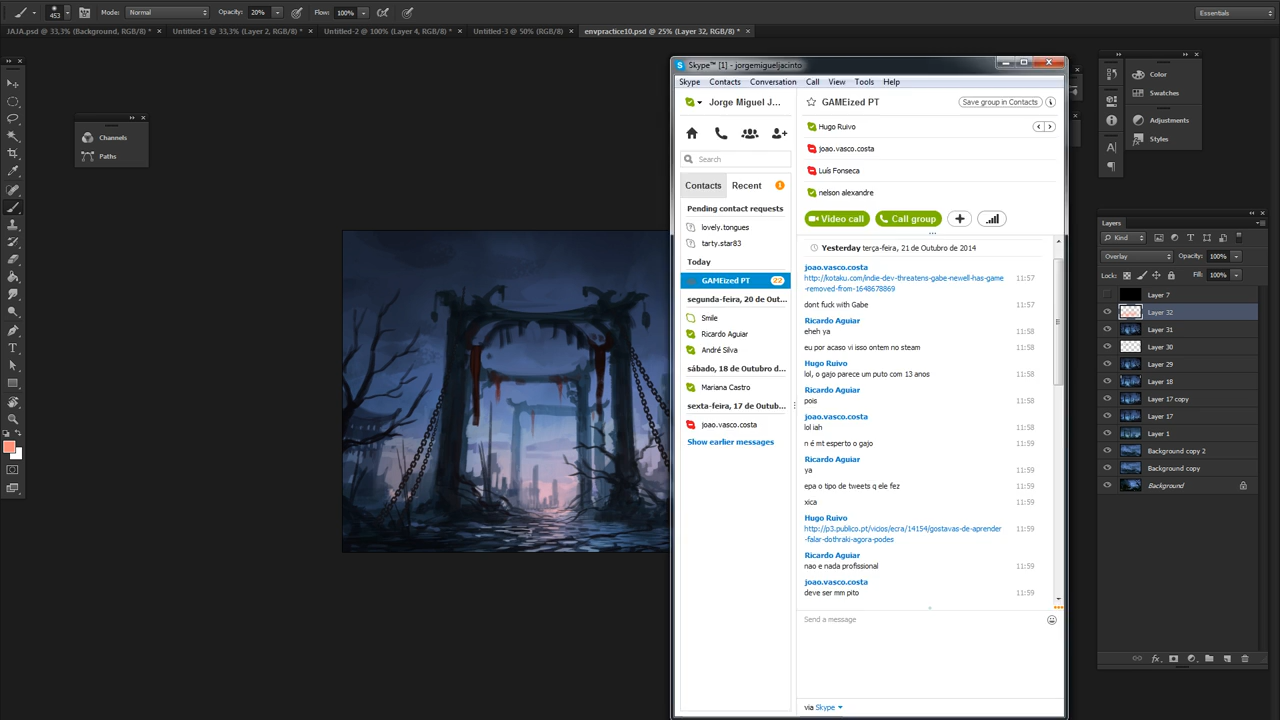 Mode: Normal Opacity: 20% Flow: 100% Essentials
453
JAJA.psd @ 33,3% (Background, RGB/8) * × Untitled-1 @ 33,3% (Layer 2, RGB/8) * × Untitled-2 @ 100% (Layer 4, RGB/8) * × Untitled-3 @ 50% (RGB/8) × envpractice10.psd @ 25% (Layer 32, RGB/8) * ×
Channels
Paths
Skype™ [1] - jorgemigueljacinto
Skype Contacts Conversation Call View Tools Help
Jorge Miguel J...
Search
Contacts Recent 1
Pending contact requests
lovely.tongues
tarty.star83
Today
GAMEized PT 22
segunda-feira, 20 de Out...
Smile
Ricardo Aguiar
André Silva
sábado, 18 de Outubro d...
Mariana Castro
sexta-feira, 17 de Outub...
joao.vasco.costa
Show earlier messages
GAMEized PT Save group in Contacts
Hugo Ruivo
joao.vasco.costa
Luís Fonseca
nelson alexandre
Video call Call group
Yesterday terça-feira, 21 de Outubro de 2014
joao.vasco.costa
http://kotaku.com/indie-dev-threatens-gabe-newell-has-game 11:57
-removed-from-1648678869
dont fuck with Gabe 11:57
Ricardo Aguiar
eheh ya 11:58
eu por acaso vi isso ontem no steam 11:58
Hugo Ruivo
lol, o gajo parece um puto com 13 anos 11:58
Ricardo Aguiar
pois 11:58
joao.vasco.costa
lol iah 11:58
n é mt esperto o gajo 11:59
Ricardo Aguiar
ya 11:59
epa o tipo de tweets q ele fez 11:59
xica 11:59
Hugo Ruivo
http://p3.publico.pt/vicios/ecra/14154/gostavas-de-aprender 11:59
-falar-dothraki-agora-podes
Ricardo Aguiar
nao e nada profissional 11:59
joao.vasco.costa
deve ser mm pito 11:59
Send a message
via Skype
Color
Swatches
Adjustments
Styles
Layers
Kind
Overlay Opacity: 100%
Lock: Fill: 100%
Layer 7
Layer 32
Layer 31
Layer 30
Layer 29
Layer 18
Layer 17 copy
Layer 17
Layer 1
Background copy 2
Background copy
Background